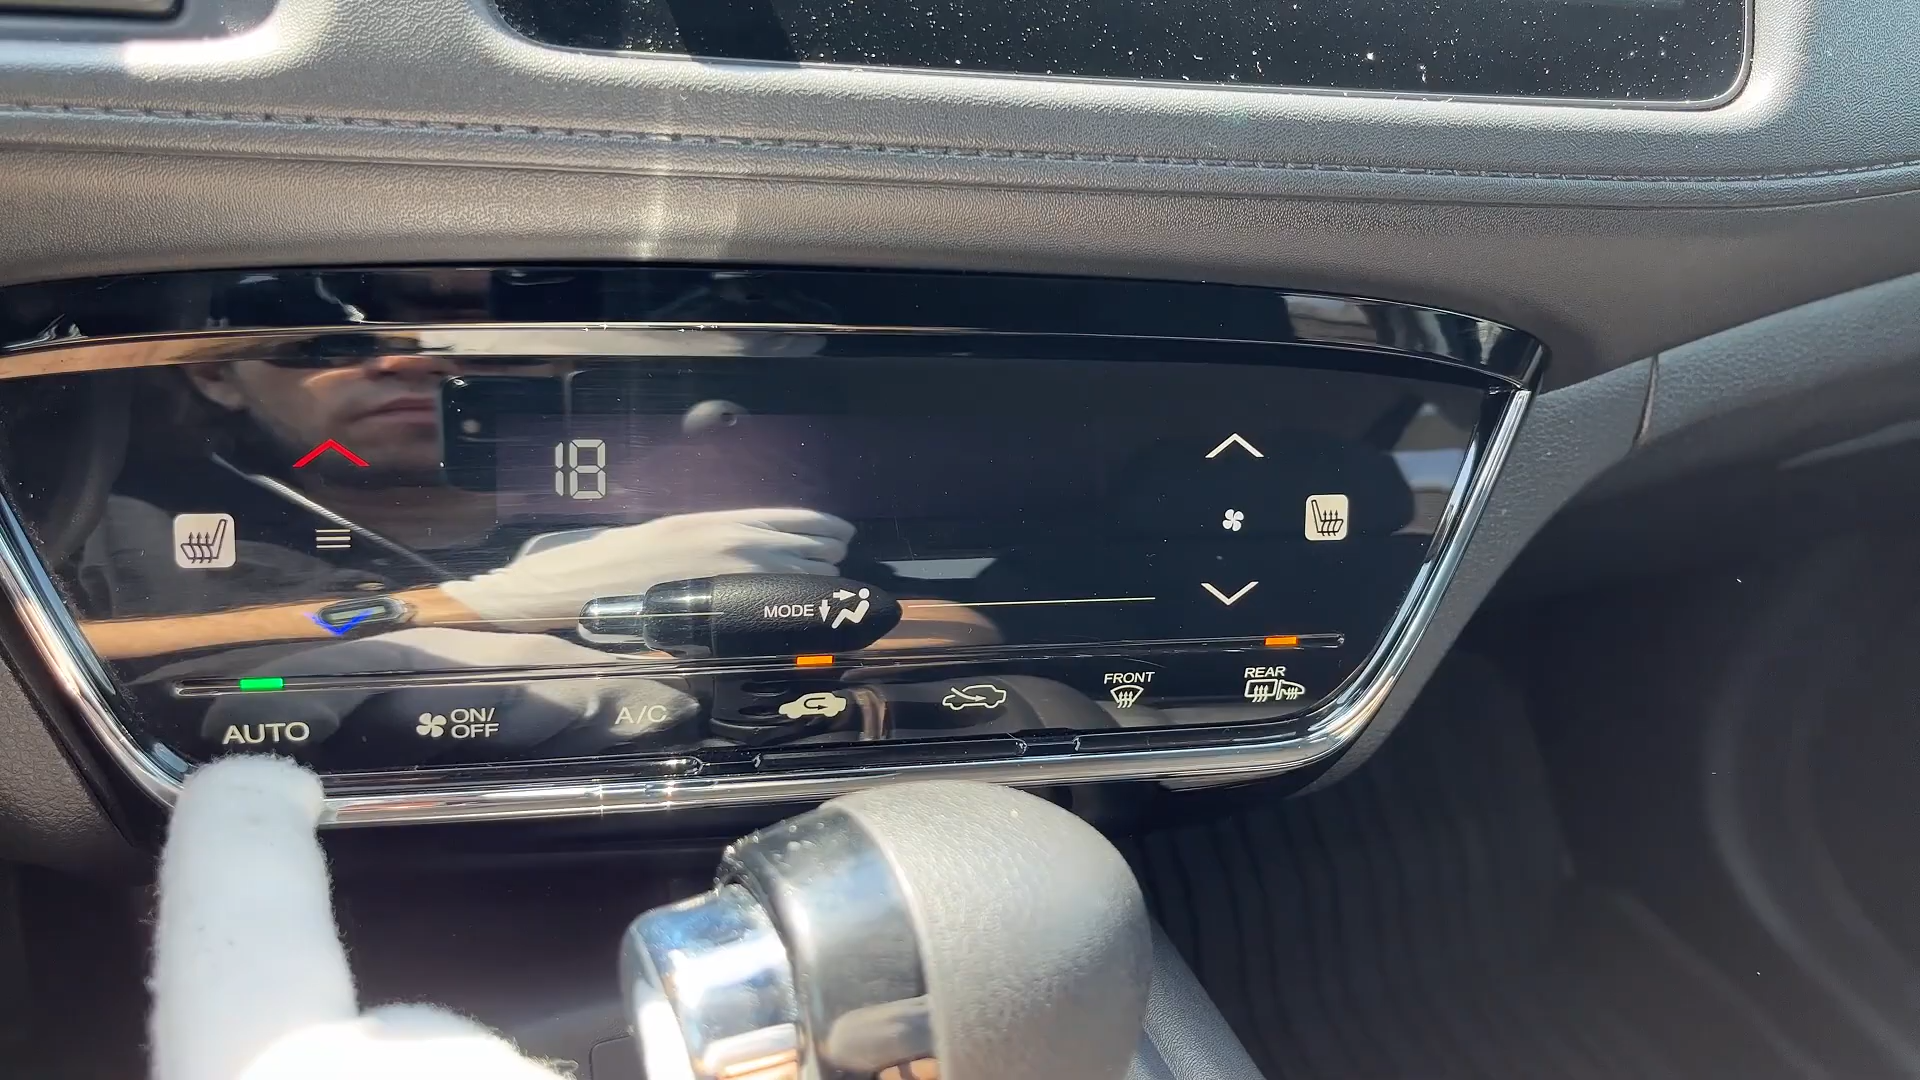 18
MODE
AUTO
ON/
OFF
A/C
FRONT
REAR